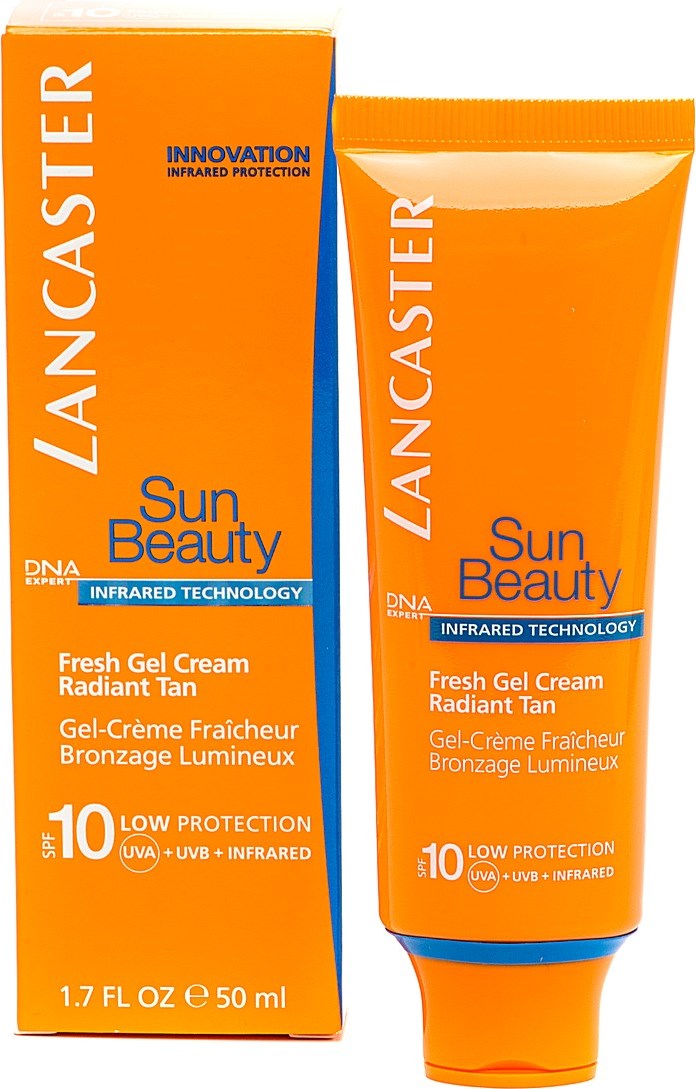 LANCASTER
INNOVATION
INFRARED PROTECTION
Sun
Beauty
DNA
EXPERT
INFRARED TECHNOLOGY
Fresh Gel Cream
Radiant Tan
Gel-Crème Fraîcheur
Bronzage Lumineux
SPF 10 LOW PROTECTION
UVA + UVB + INFRARED
1.7 FL OZ e 50 ml
LANCASTER
Sun
Beauty
DNA
EXPERT
INFRARED TECHNOLOGY
Fresh Gel Cream
Radiant Tan
Gel-Crème Fraîcheur
Bronzage Lumineux
SPF 10 LOW PROTECTION
UVA + UVB + INFRARED